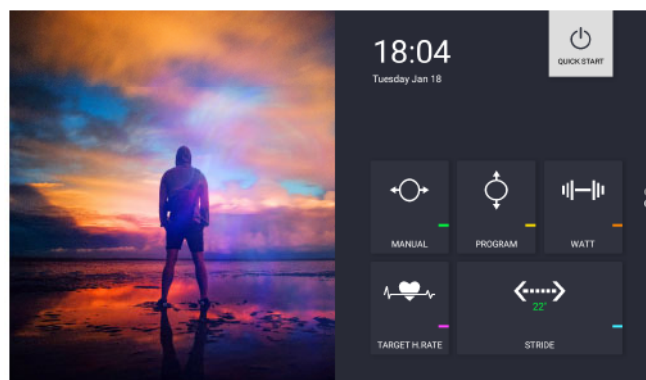 18:04
Tuesday Jan 18
QUICK START
MANUAL
PROGRAM
WATT
TARGET H.RATE
22"
STRIDE